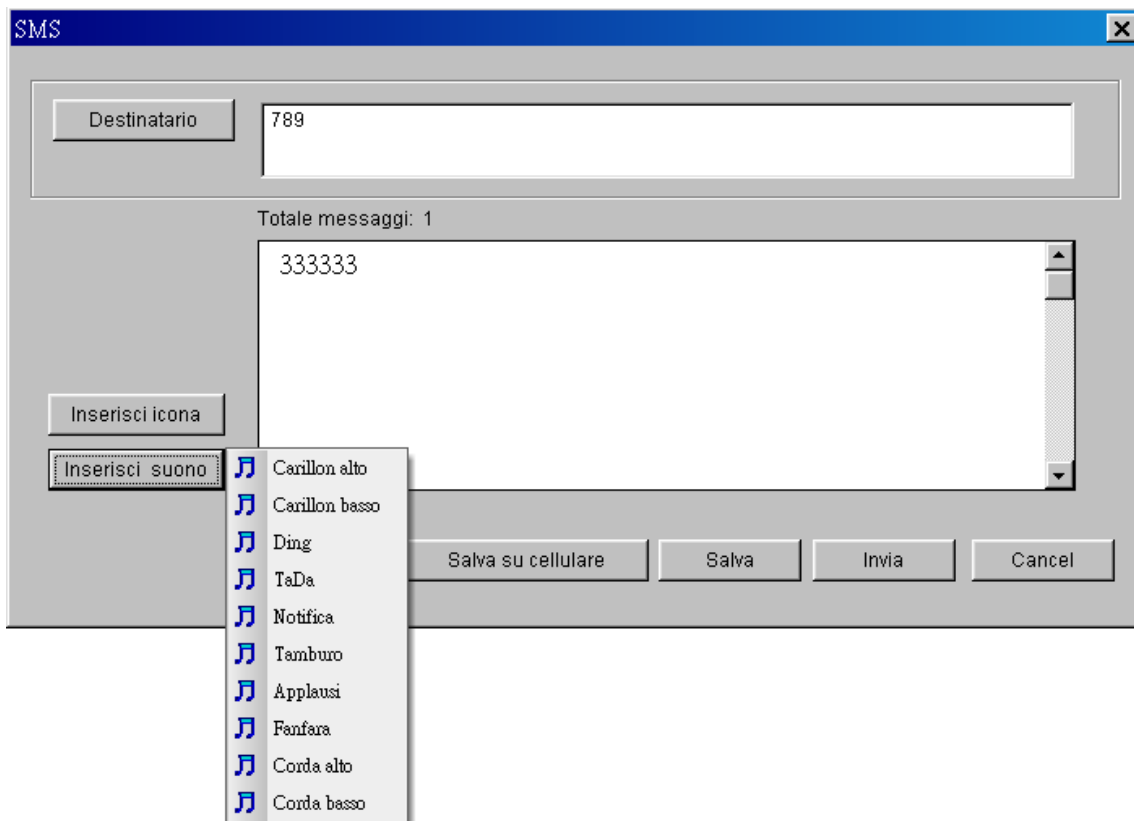 SMS
Destinatario
789
Totale messaggi: 1
333333
Inserisci icona
Inserisci suono
Carillon alto
Carillon basso
Ding
TaDa
Notifica
Tamburo
Applausi
Fanfara
Corda alto
Corda basso
Salva su cellulare
Salva
Invia
Cancel